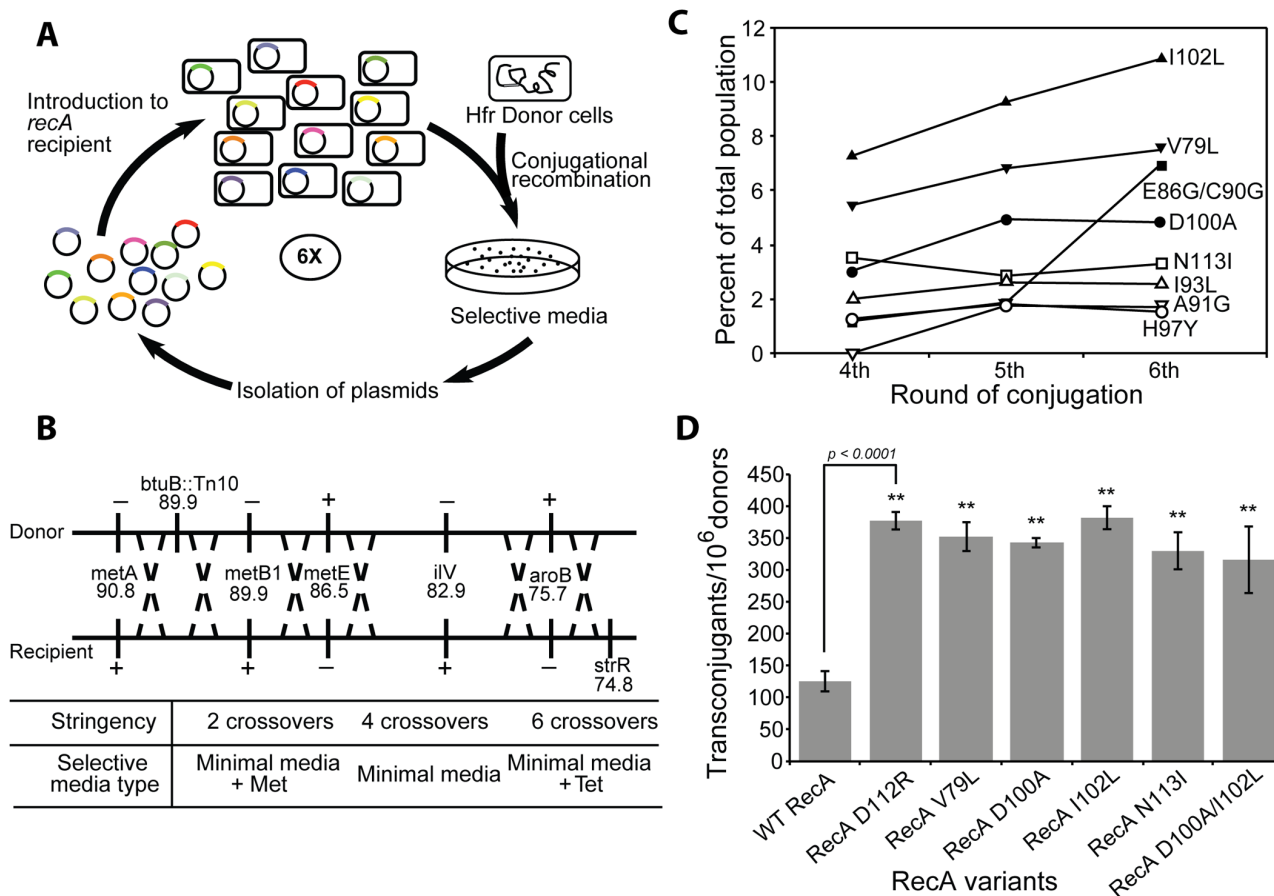 A
Introduction to
recA
recipient
Hfr Donor cells
Conjugational
recombination
6X
Selective media
Isolation of plasmids
B
btuB::Tn10
89.9
– – + – +
Donor
metA
90.8
metB1
89.9
metE
86.5
ilV
82.9
aroB
75.7
Recipient
+ + – + –
strR
74.8
Stringency 2 crossovers 4 crossovers 6 crossovers
Selective
media type
Minimal media
+ Met
Minimal media
Minimal media
+Tet
C
Percent of total population
12
10
8
6
4
2
0
I102L
V79L
E86G/C90G
D100A
N113I
I93L
A91G
H97Y
4th 5th 6th
Round of conjugation
D
Transconjugants/10⁶ donors
450
400
350
300
250
200
150
100
50
0
p < 0.0001
** ** ** ** ** **
WT RecA
RecA D112R
RecA V79L
RecA D100A
RecA I102L
RecA N113I
RecA D100A/I102L
RecA variants